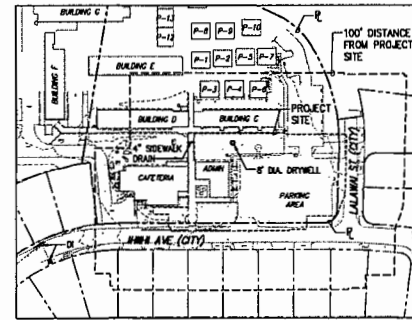 BUILDING G
P-13
P-12
P-8
P-9
P-10
P-1
P-2
P-5
P-7
P-3
P-4
P-6
100' DISTANCE
FROM PROJECT
SITE
BUILDING F
BUILDING E
BUILDING D
BUILDING C
PROJECT
SITE
4" SIDEWALK
DRAIN
CAFETERIA
ADMIN
8' DIA. DRYWELL
PARKING
AREA
LALAWAI ST. (CITY)
DI
IHIIHI AVE (CITY)